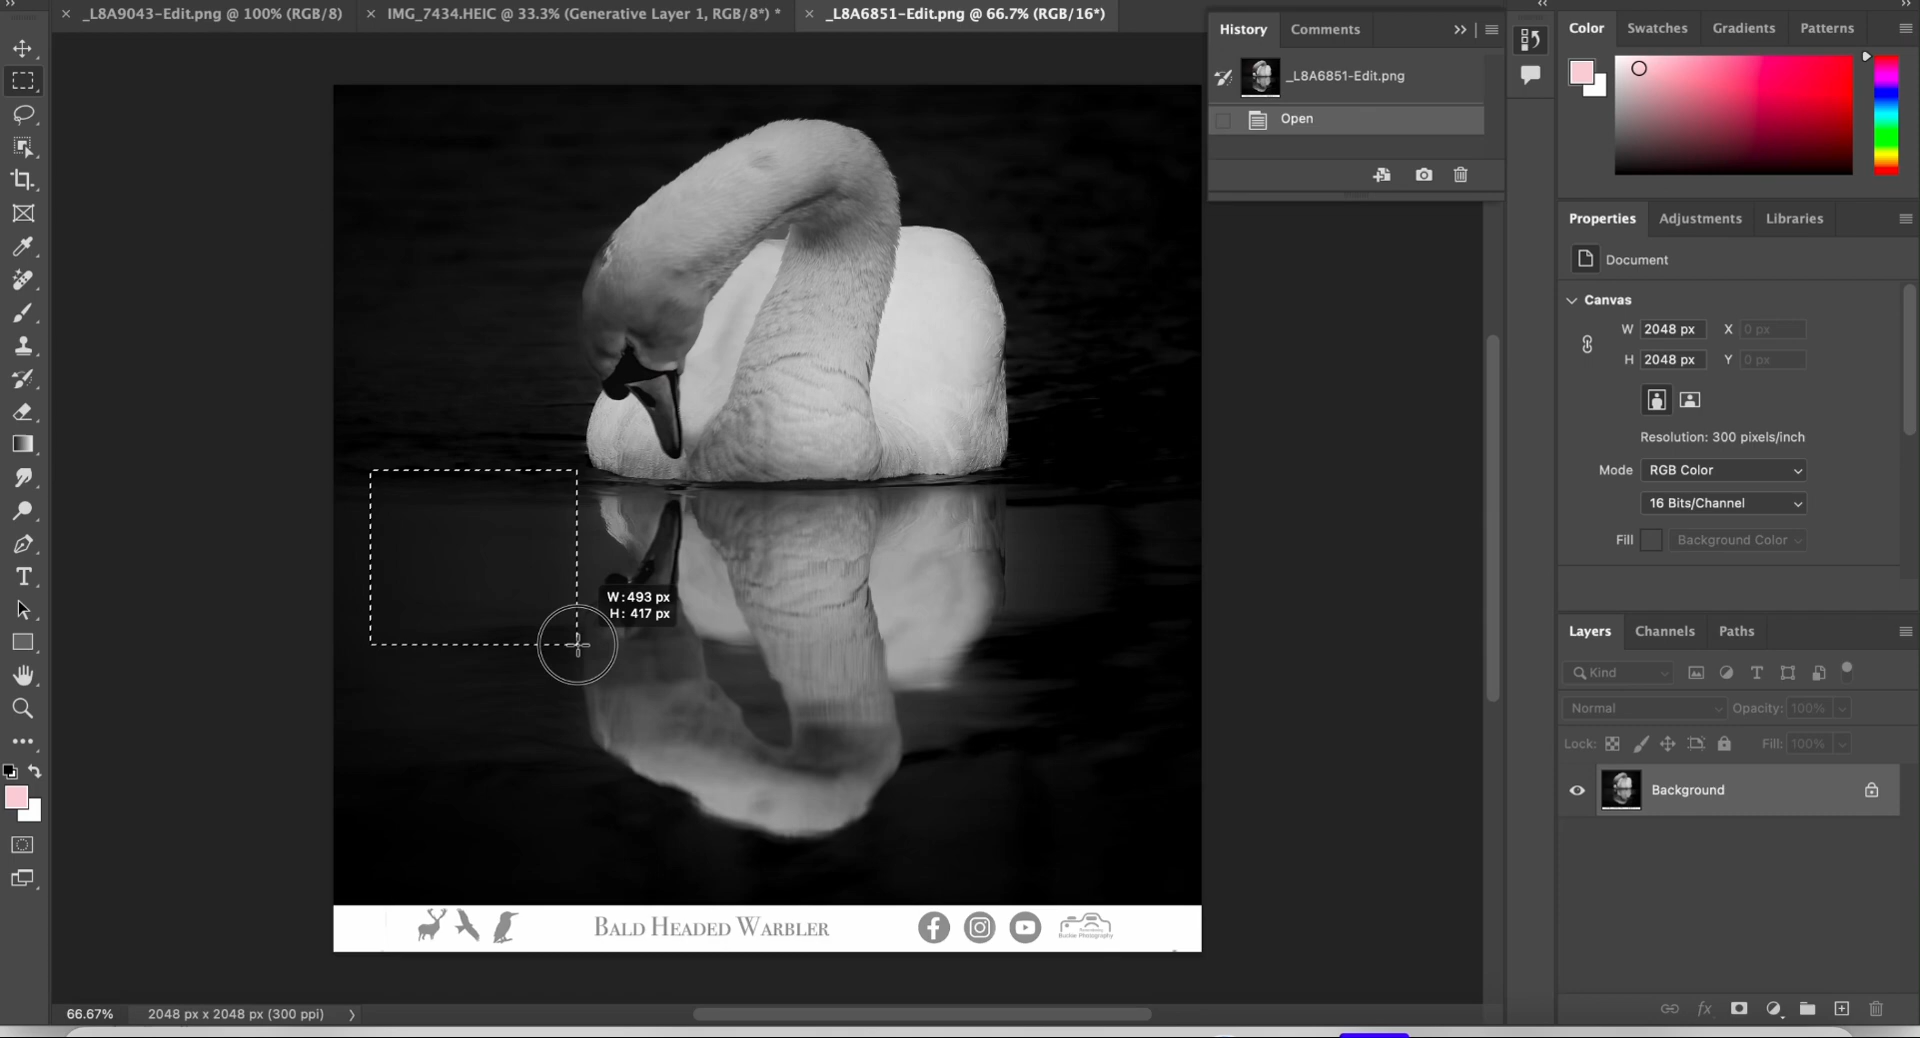 _L8A9043-Edit.png @ 100% (RGB/8)
IMG_7434.HEIC @ 33.3% (Generative Layer 1, RGB/8*) *
_L8A6851-Edit.png @ 66.7% (RGB/16*)
History
Comments
_L8A6851-Edit.png
Open
Color
Swatches
Gradients
Patterns
Properties
Adjustments
Libraries
Document
Canvas
W 2048 px X 0 px
H 2048 px Y 0 px
Resolution: 300 pixels/inch
Mode RGB Color
16 Bits/Channel
Fill Background Color
W: 493 px
H: 417 px
Layers
Channels
Paths
Kind
Normal Opacity: 100%
Lock: Fill: 100%
Background
BALD HEADED WARBLER
Buckie Photography
66.67%
2048 px x 2048 px (300 ppi)